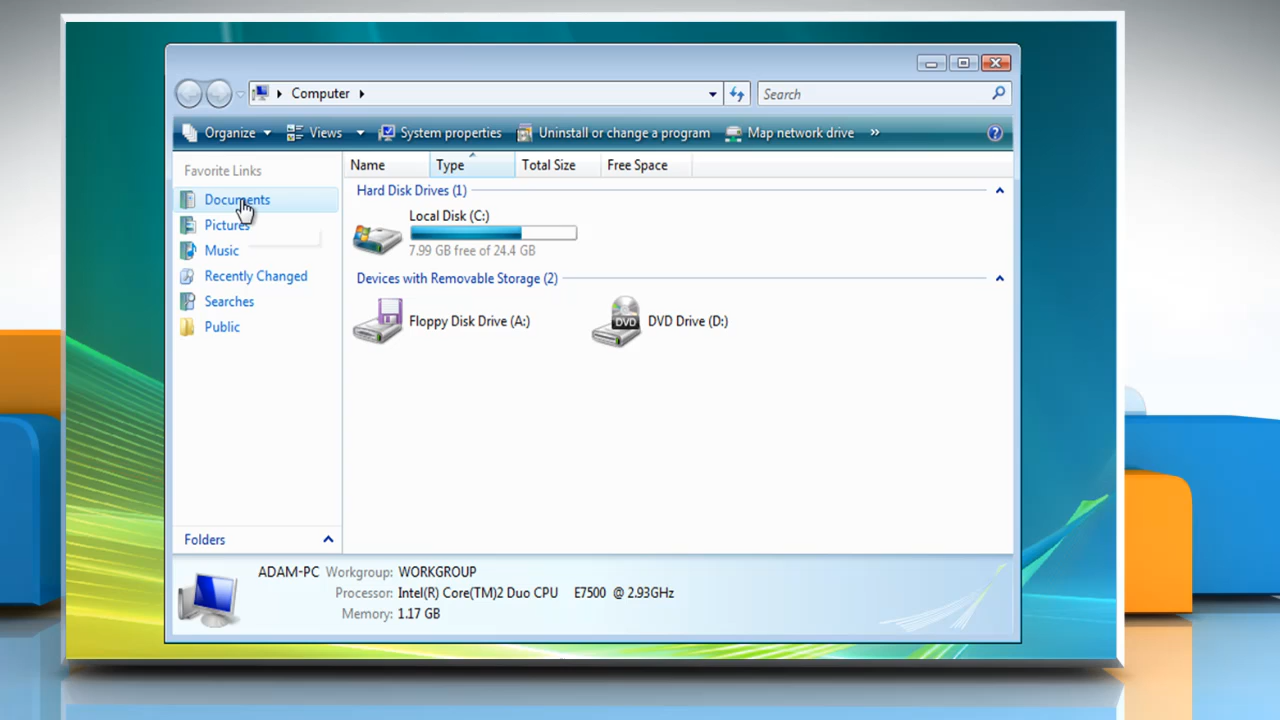 Computer
Search
Organize Views System properties Uninstall or change a program Map network drive »
Favorite Links
Documents
Pictures
Music
Recently Changed
Searches
Public
Folders
Name Type Total Size Free Space
Hard Disk Drives (1)
Local Disk (C:)
7.99 GB free of 24.4 GB
Devices with Removable Storage (2)
Floppy Disk Drive (A:)
DVD
DVD Drive (D:)
ADAM-PC Workgroup: WORKGROUP
Processor: Intel(R) Core(TM)2 Duo CPU E7500 @ 2.93GHz
Memory: 1.17 GB